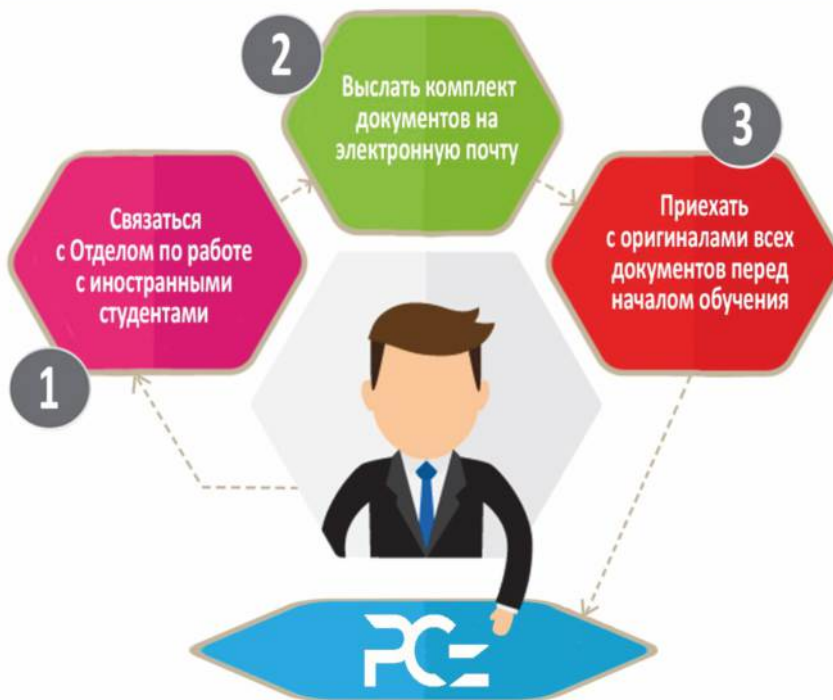 1
Связаться
с Отделом по работе
с иностранными
студентами
2
Выслать комплект
документов на
электронную почту
3
Приехать
с оригиналами всех
документов перед
началом обучения
PCE